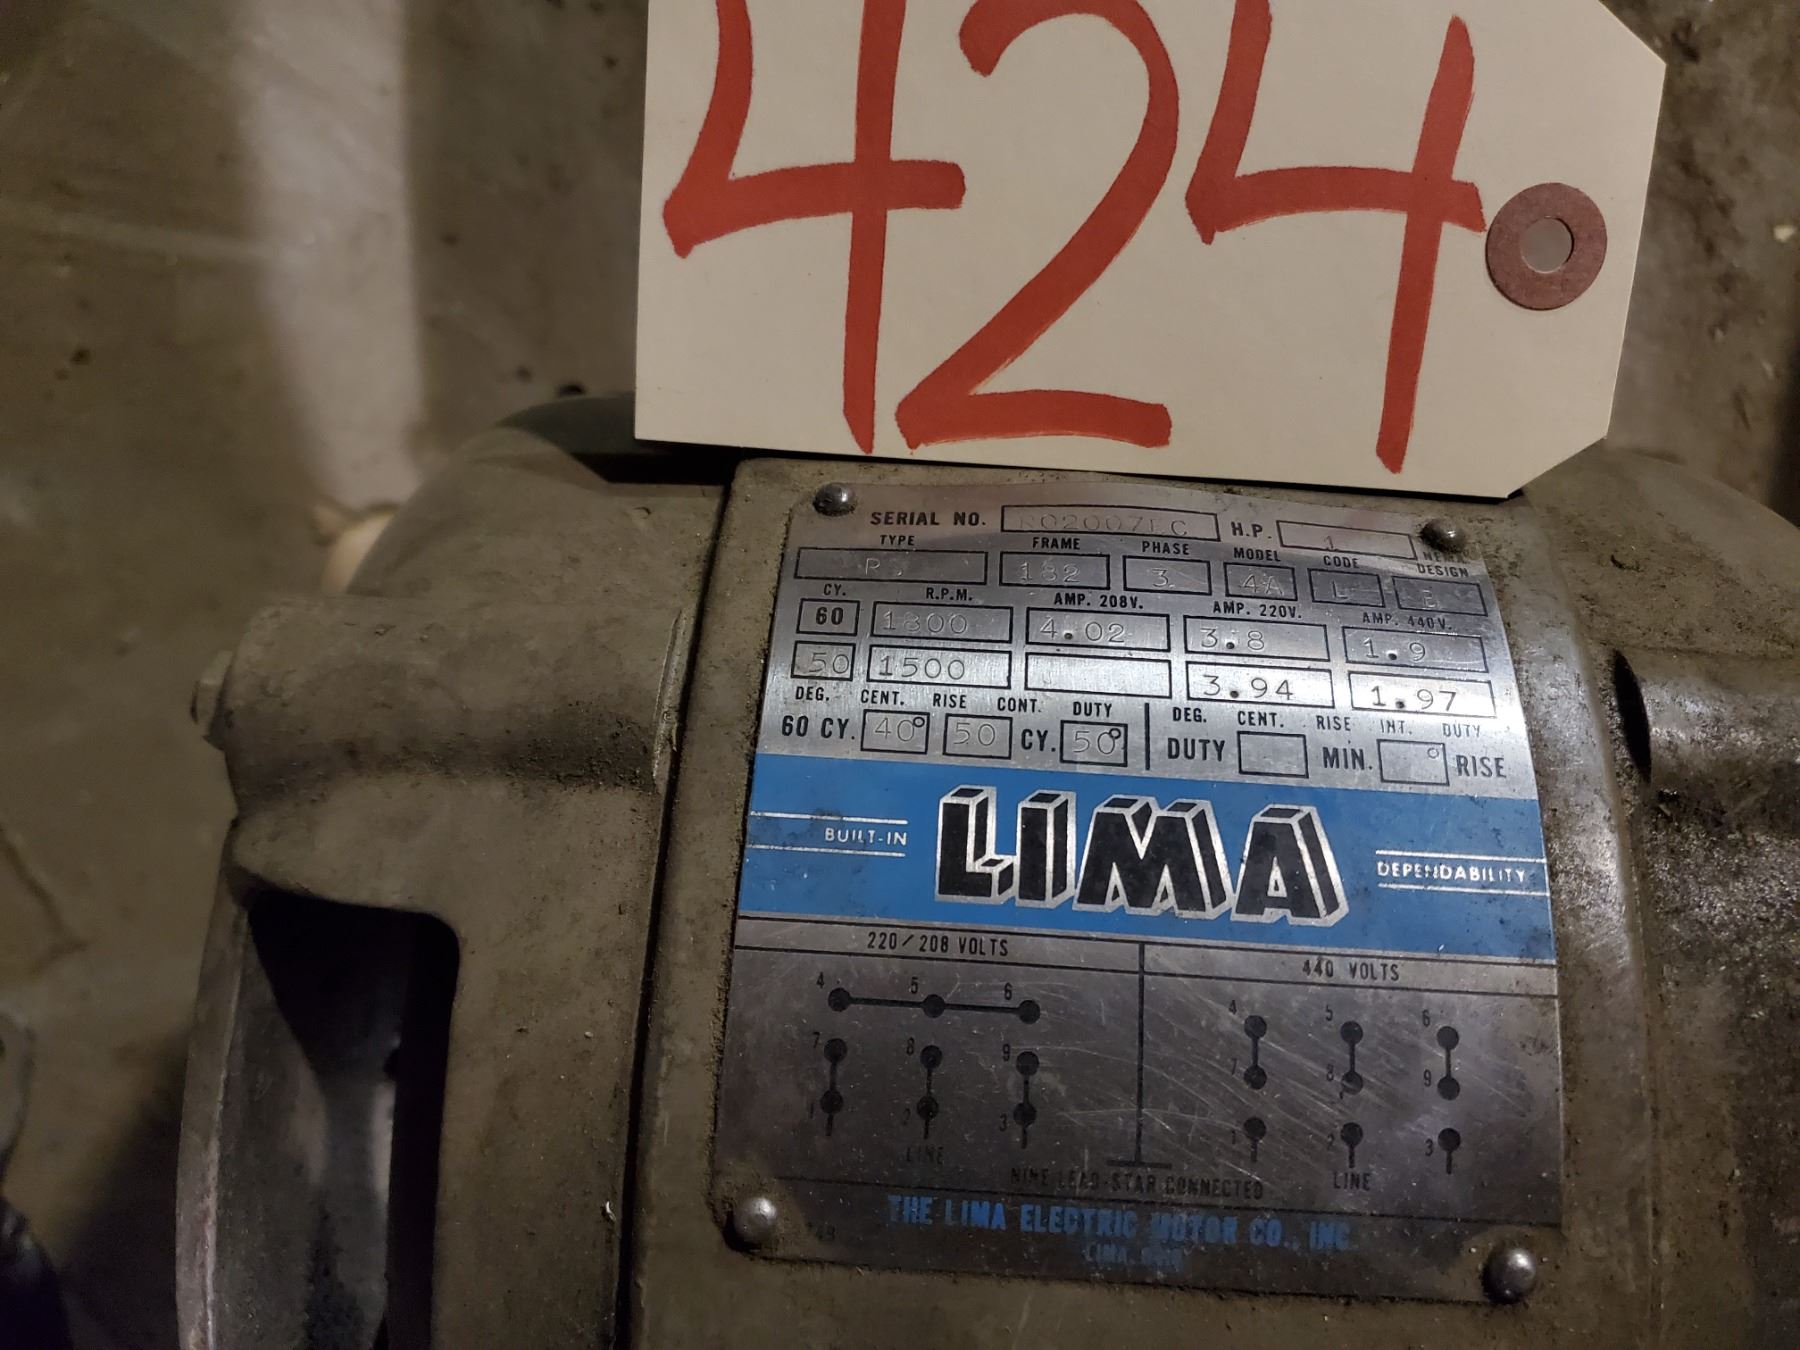 424.
SERIAL NO. H.P. 1
TYPE FRAME PHASE MODEL CODE DESIGN
182 3 4A L B
CY. R.P.M. AMP. 208V. AMP. 220V. AMP. 440V.
60 1800 4.02 3.8 1.9
50 1500 3.94 1.97
DEG. CENT. RISE CONT. DUTY DEG. CENT. RISE INT. DUTY
60 CY. 40° 50 CY. 50° DUTY MIN. ° RISE
BUILT-IN LIMA DEPENDABILITY
220/208 VOLTS 440 VOLTS
4 5 6 4 5 6
7 8 9 7 8 9
1 2 3 1 2 3
LINE LINE
NINE LEAD-STAR CONNECTED
THE LIMA ELECTRIC MOTOR CO., INC.
LIMA, OHIO